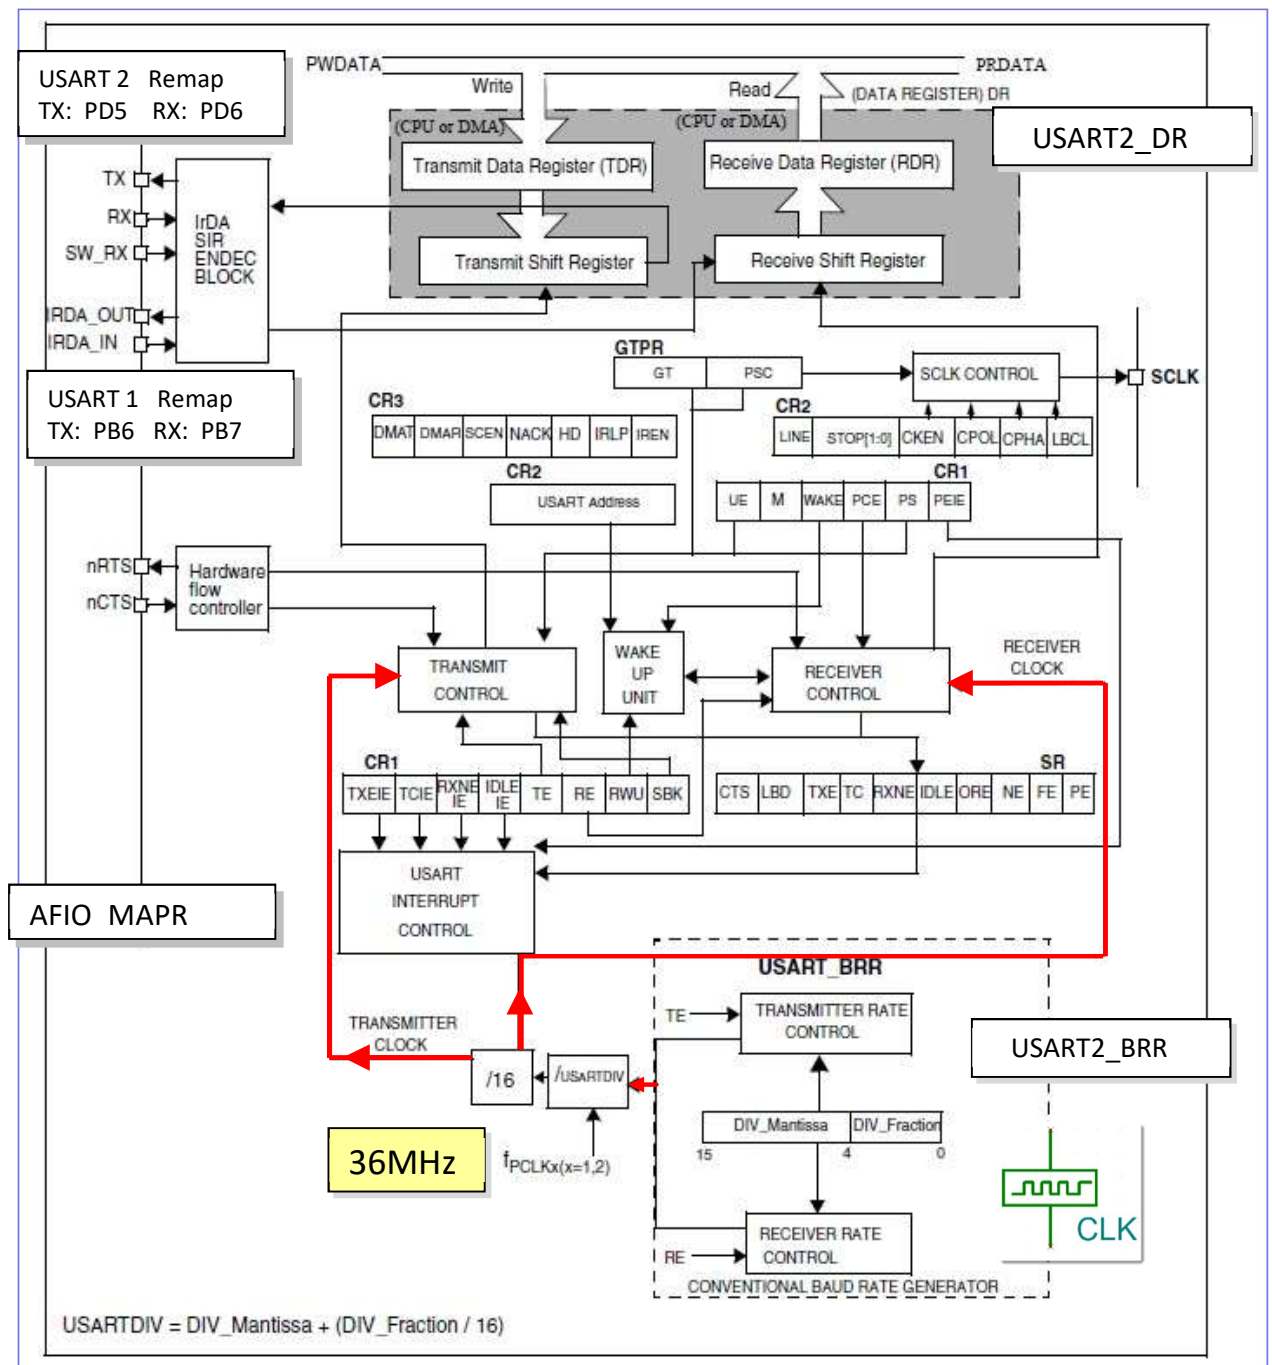 USART 2 Remap
TX: PD5 RX: PD6
PWDATA
PRDATA
Write
Read
(DATA REGISTER) DR
(CPU or DMA)
(CPU or DMA)
USART2_DR
Transmit Data Register (TDR)
Receive Data Register (RDR)
TX
RX
SW_RX
IrDA
SIR
ENDEC
BLOCK
Transmit Shift Register
Receive Shift Register
IRDA_OUT
IRDA_IN
GTPR
GT
PSC
SCLK CONTROL
SCLK
USART 1 Remap
TX: PB6 RX: PB7
CR3
DMAT DMAR SCEN NACK HD IRLP IREN
CR2
LINE STOP[1:0] CKEN CPOL CPHA LBCL
CR2
USART Address
CR1
UE M WAKE PCE PS PEIE
nRTS
nCTS
Hardware
flow
controller
TRANSMIT
CONTROL
WAKE
UP
UNIT
RECEIVER
CONTROL
RECEIVER
CLOCK
CR1
TXEIE TCIE RXNE IE IDLE IE TE RE RWU SBK
SR
CTS LBD TXE TC RXNE IDLE ORE NE FE PE
USART
INTERRUPT
CONTROL
AFIO MAPR
USART_BRR
TE
TRANSMITTER RATE
CONTROL
TRANSMITTER
CLOCK
/16
/USARTDIV
USART2_BRR
DIV_Mantissa DIV_Fraction
15 4 0
36MHz
fPCLKx(x=1,2)
CLK
RE
RECEIVER RATE
CONTROL
CONVENTIONAL BAUD RATE GENERATOR
USARTDIV = DIV_Mantissa + (DIV_Fraction / 16)